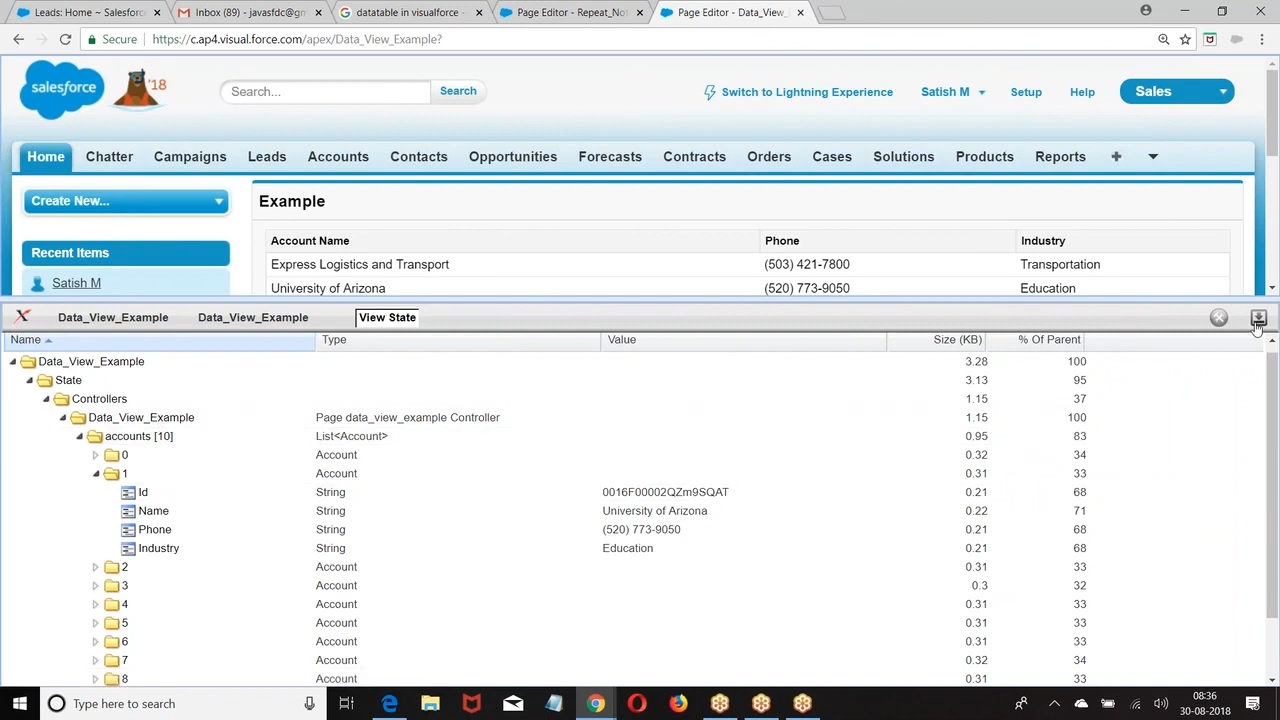 Leads: Home ~ Salesforc
Inbox (89) - javasfdc@gm
datatable in visualforce -
Page Editor - Repeat_Not
Page Editor - Data_View_
Secure
https://c.ap4.visual.force.com/apex/Data_View_Example?
salesforce
'18
Search...
Search
Switch to Lightning Experience
Satish M
Setup
Help
Sales
Home
Chatter
Campaigns
Leads
Accounts
Contacts
Opportunities
Forecasts
Contracts
Orders
Cases
Solutions
Products
Reports
Create New...
Recent Items
Satish M
Example
Account Name Phone Industry
Express Logistics and Transport (503) 421-7800 Transportation
University of Arizona (520) 773-9050 Education
Data_View_Example
Data_View_Example
View State
Name Type Value Size (KB) % Of Parent
Data_View_Example 3.28 100
State 3.13 95
Controllers 1.15 37
Data_View_Example Page data_view_example Controller 1.15 100
accounts [10] List<Account> 0.95 83
0 Account 0.32 34
1 Account 0.31 33
Id String 0016F00002QZm9SQAT 0.21 68
Name String University of Arizona 0.22 71
Phone String (520) 773-9050 0.21 68
Industry String Education 0.21 68
2 Account 0.31 33
3 Account 0.3 32
4 Account 0.31 33
5 Account 0.31 33
6 Account 0.31 33
7 Account 0.32 34
8 Account 0.31 33
Type here to search
08:36
30-08-2018